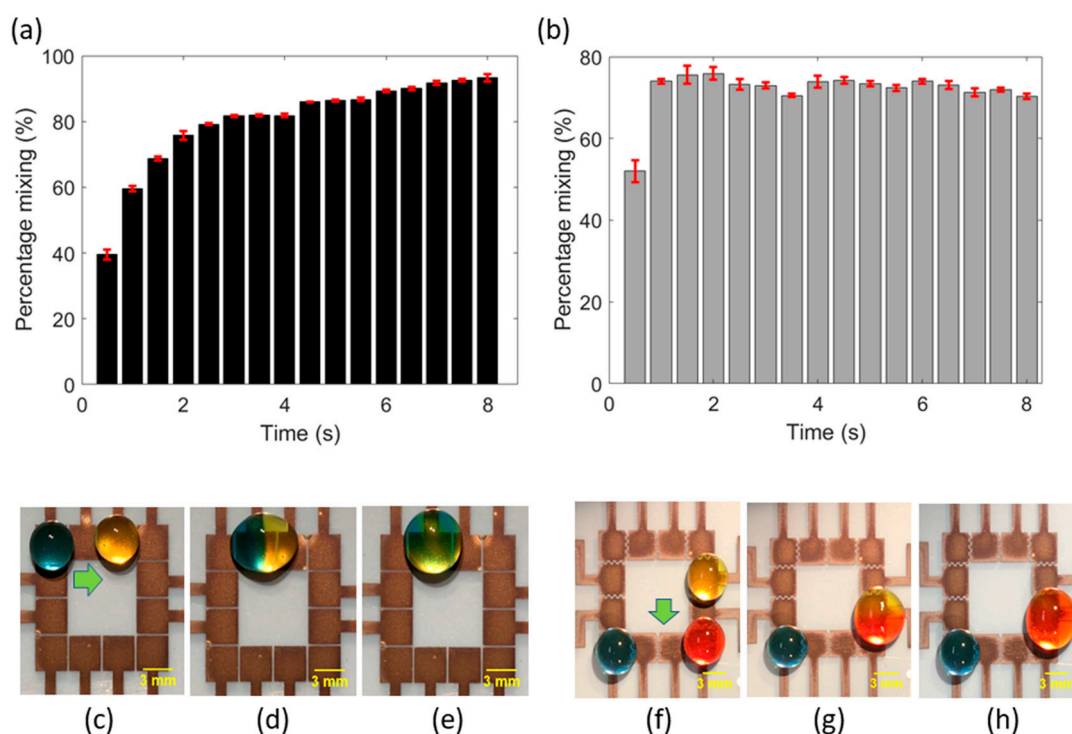 (a)
100
80
60
40
20
0
Percentage mixing (%)
0 2 4 6 8
Time (s)
(b)
80
60
40
20
0
Percentage mixing (%)
0 2 4 6 8
Time (s)
3 mm
3 mm
3 mm
3 mm
3 mm
3 mm
(c) (d) (e) (f) (g) (h)